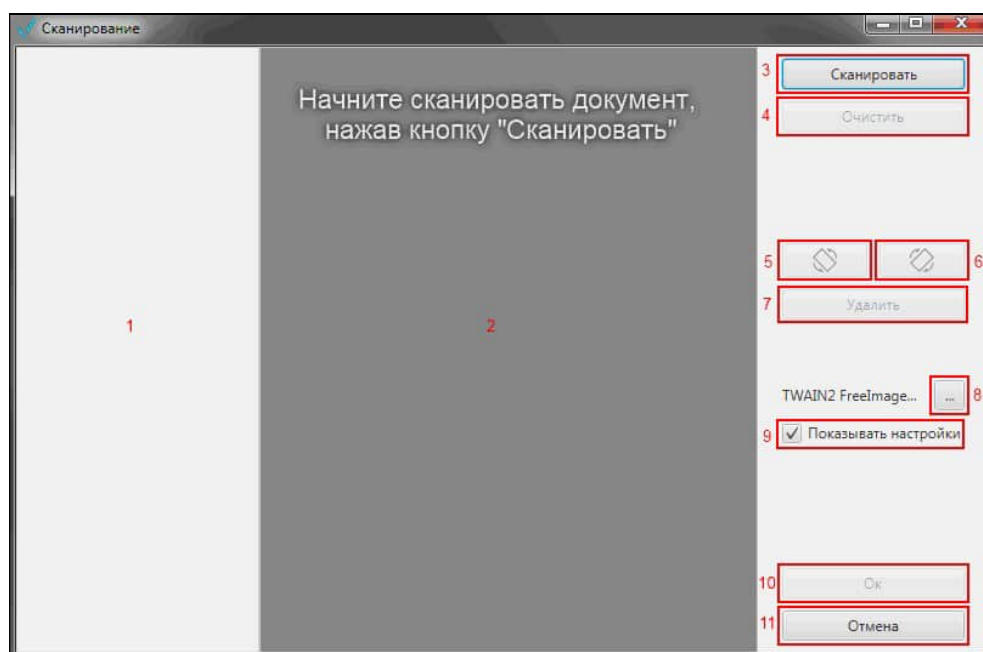 Сканирование
Начните сканировать документ,
нажав кнопку "Сканировать"
1
2
3 Сканировать
4 Очистить
5 6
7 Удалить
TWAIN2 FreeImage... ... 8
9 Показывать настройки
10 Ок
11 Отмена